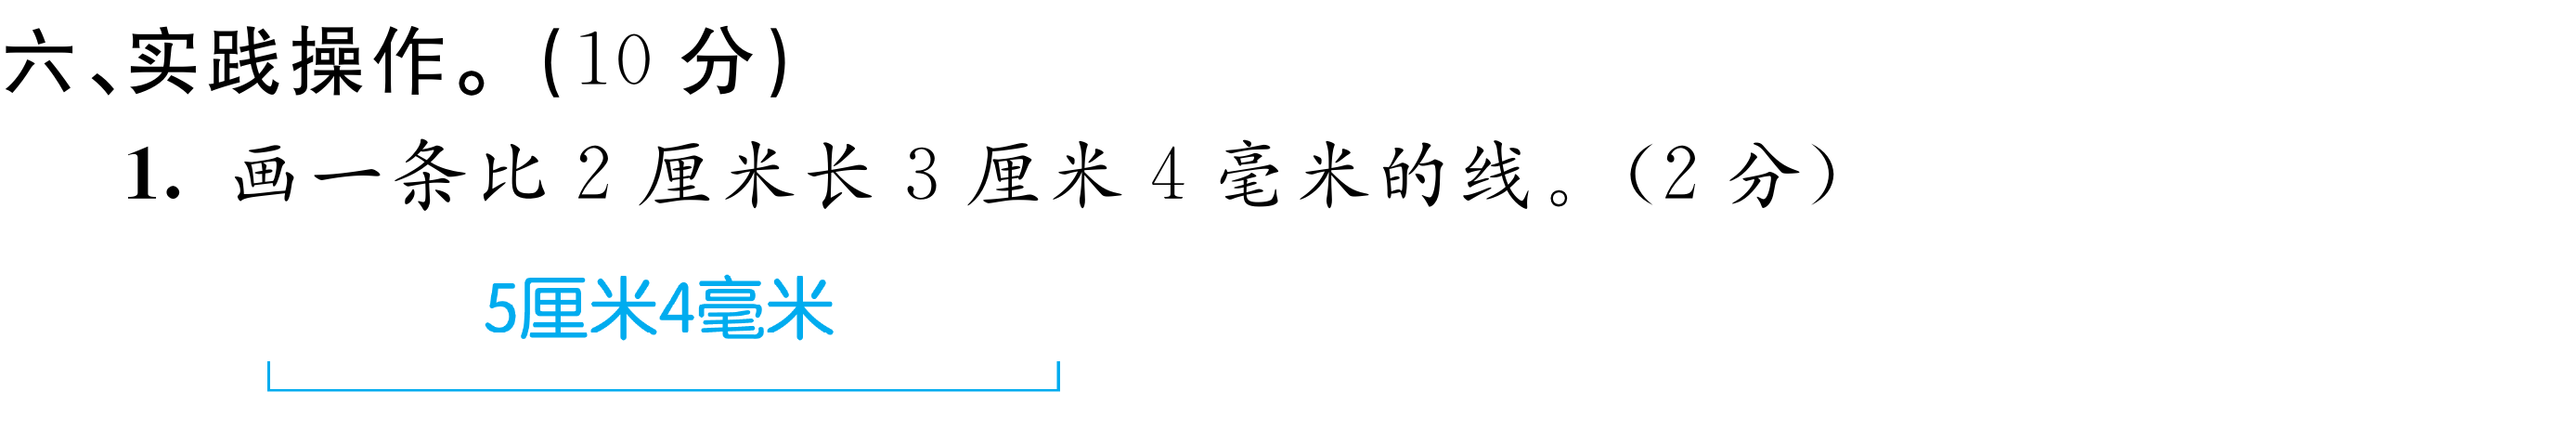 六、实践操作。(10 分)
1. 画一条比 2 厘米长 3 厘米 4 毫米的线。(2 分)
5厘米4毫米